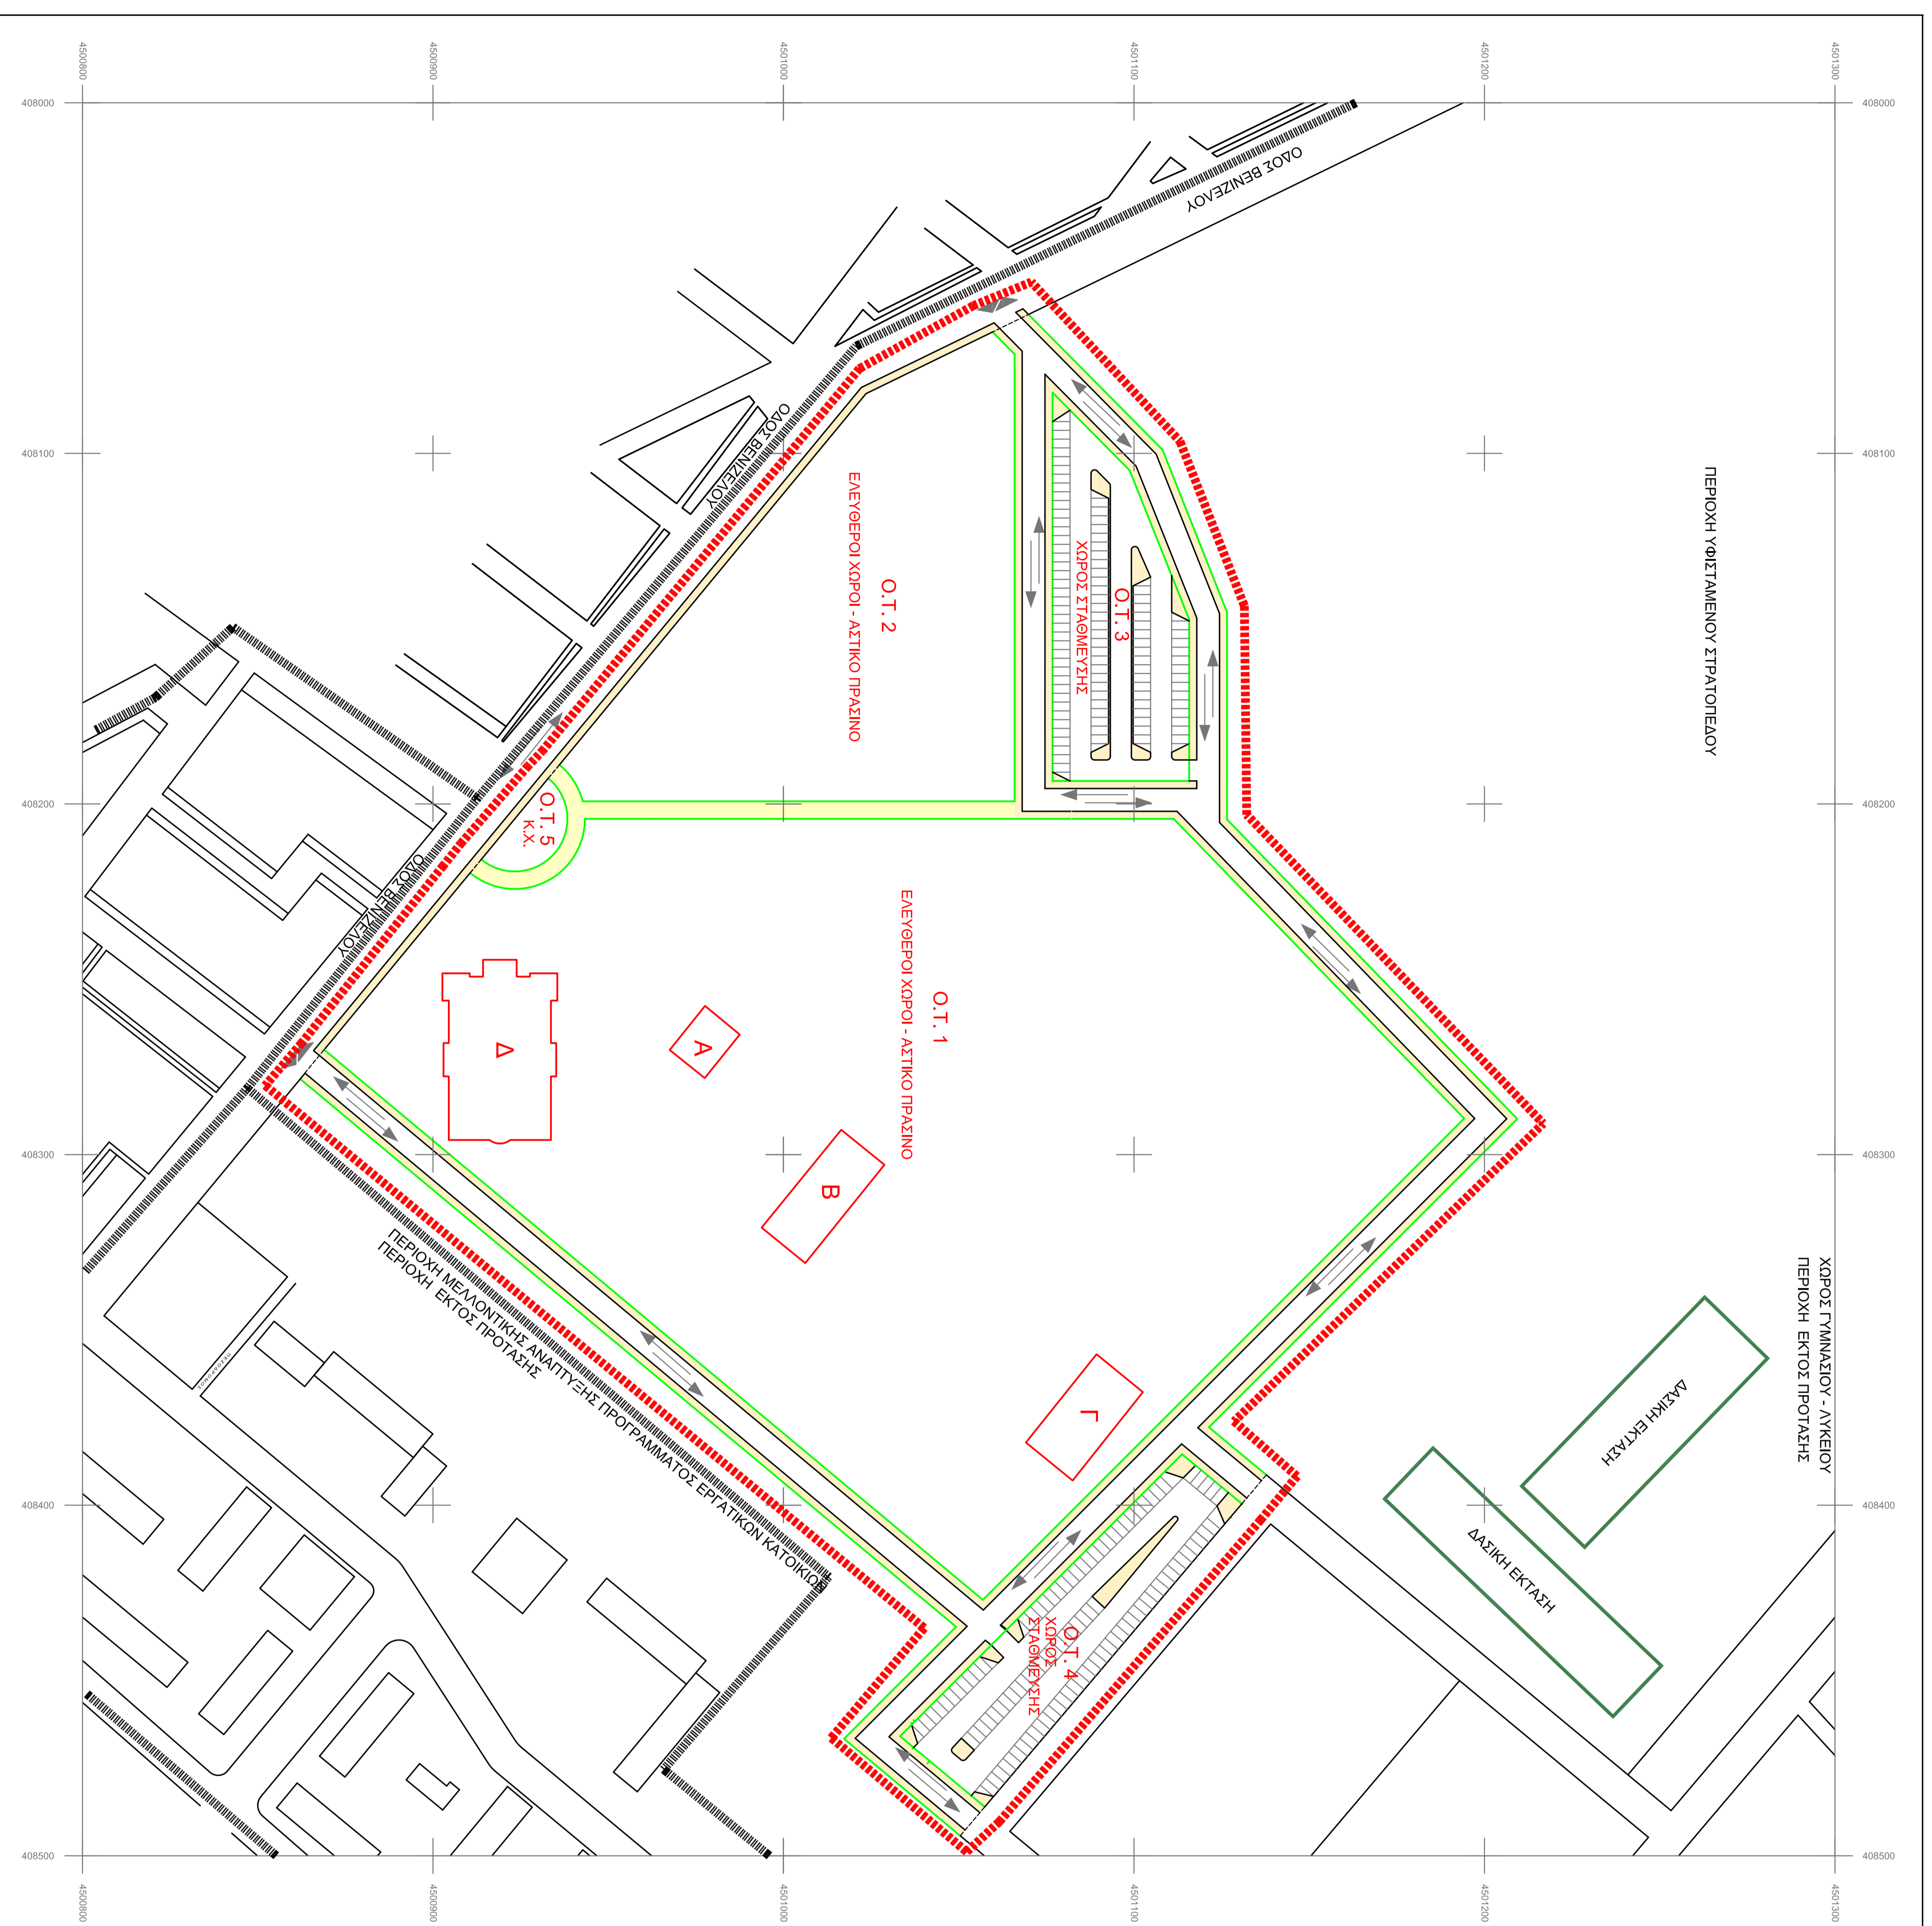 4500800
4500900
4501000
4501100
4501200
4501300
408000
408000
ΟΔΟΣ ΒΕΝΙΖΕΛΟΥ
408100
408100
ΟΔΟΣ ΒΕΝΙΖΕΛΟΥ
Ο.Τ. 2
ΕΛΕΥΘΕΡΟΙ ΧΩΡΟΙ - ΑΣΤΙΚΟ ΠΡΑΣΙΝΟ
Ο.Τ. 3
ΧΩΡΟΣ ΣΤΑΘΜΕΥΣΗΣ
ΠΕΡΙΟΧΗ ΥΦΙΣΤΑΜΕΝΟΥ ΣΤΡΑΤΟΠΕΔΟΥ
408200
408200
Ο.Τ. 5
Κ.Χ.
ΟΔΟΣ ΒΕΝΙΖΕΛΟΥ
Ο.Τ. 1
ΕΛΕΥΘΕΡΟΙ ΧΩΡΟΙ - ΑΣΤΙΚΟ ΠΡΑΣΙΝΟ
Δ
Α
Β
Γ
408300
408300
ΠΕΡΙΟΧΗ ΜΕΛΛΟΝΤΙΚΗΣ ΑΝΑΠΤΥΞΗΣ ΠΡΟΓΡΑΜΜΑΤΟΣ ΕΡΓΑΤΙΚΩΝ ΚΑΤΟΙΚΙΩΝ
ΠΕΡΙΟΧΗ ΕΚΤΟΣ ΠΡΟΤΑΣΗΣ
ΠΕΖΟΔΡΟΜΟΣ
ΧΩΡΟΣ ΓΥΜΝΑΣΙΟΥ - ΛΥΚΕΙΟΥ
ΠΕΡΙΟΧΗ ΕΚΤΟΣ ΠΡΟΤΑΣΗΣ
ΔΑΣΙΚΗ ΕΚΤΑΣΗ
ΔΑΣΙΚΗ ΕΚΤΑΣΗ
408400
408400
Ο.Τ. 4
ΧΩΡΟΣ
ΣΤΑΘΜΕΥΣΗΣ
408500
408500
4500800
4500900
4501000
4501100
4501200
4501300